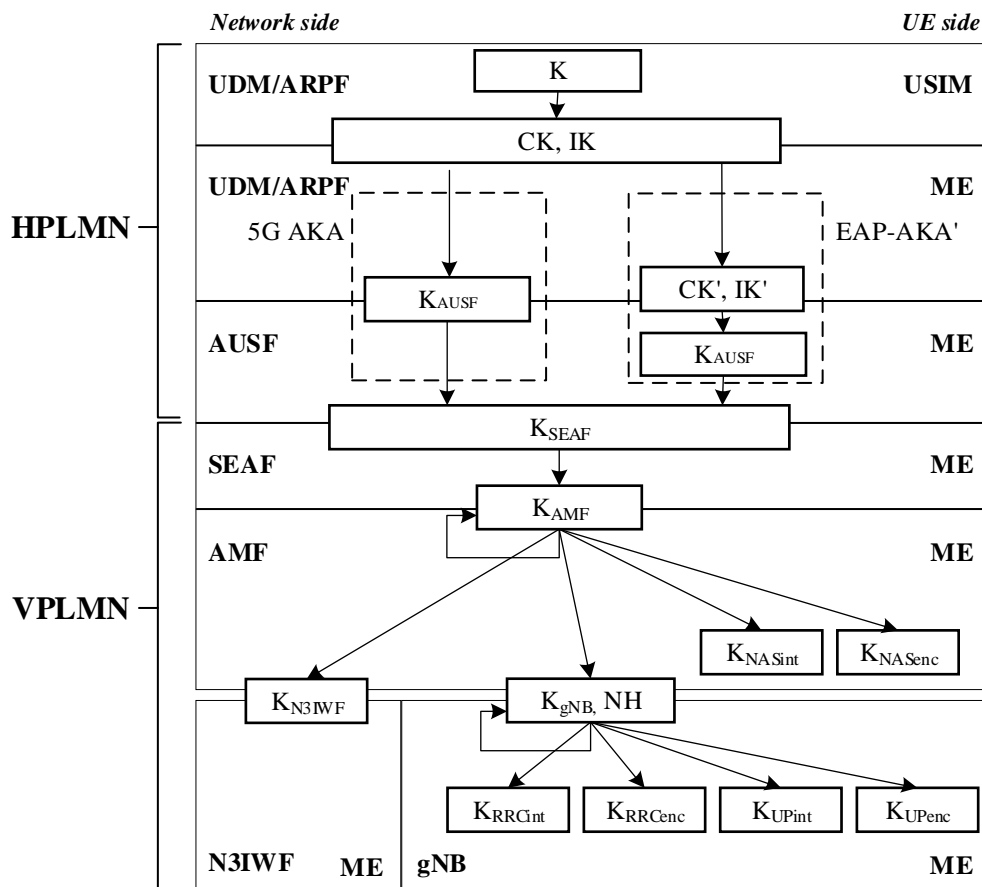 Network side UE side
K
UDM/ARPF USIM
CK, IK
UDM/ARPF ME
HPLMN
5G AKA EAP-AKA'
CK', IK'
KAUSF
AUSF ME
KAUSF
KSEAF
SEAF ME
KAMF
AMF ME
VPLMN
KNASint KNASenc
KN3IWF KgNB, NH
KRRCint KRRCenc KUPint KUPenc
N3IWF ME gNB ME